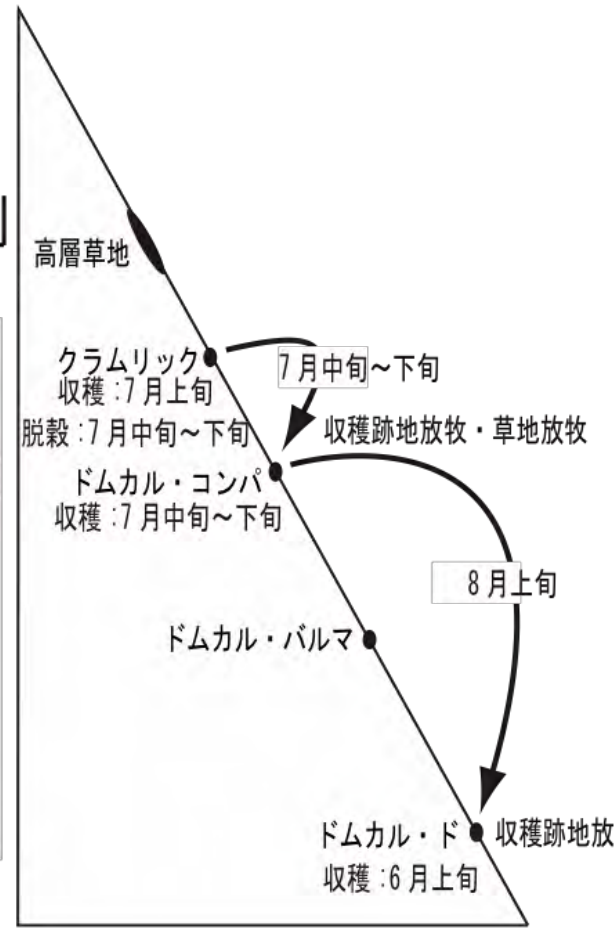 高層草地
クラムリック
収穫:7月上旬
7月中旬～下旬
脱穀:7月中旬～下旬
収穫跡地放牧・草地放牧
ドムカル・コンパ
収穫:7月中旬～下旬
8月上旬
ドムカル・バルマ
ドムカル・ド
収穫跡地放
収穫:6月上旬